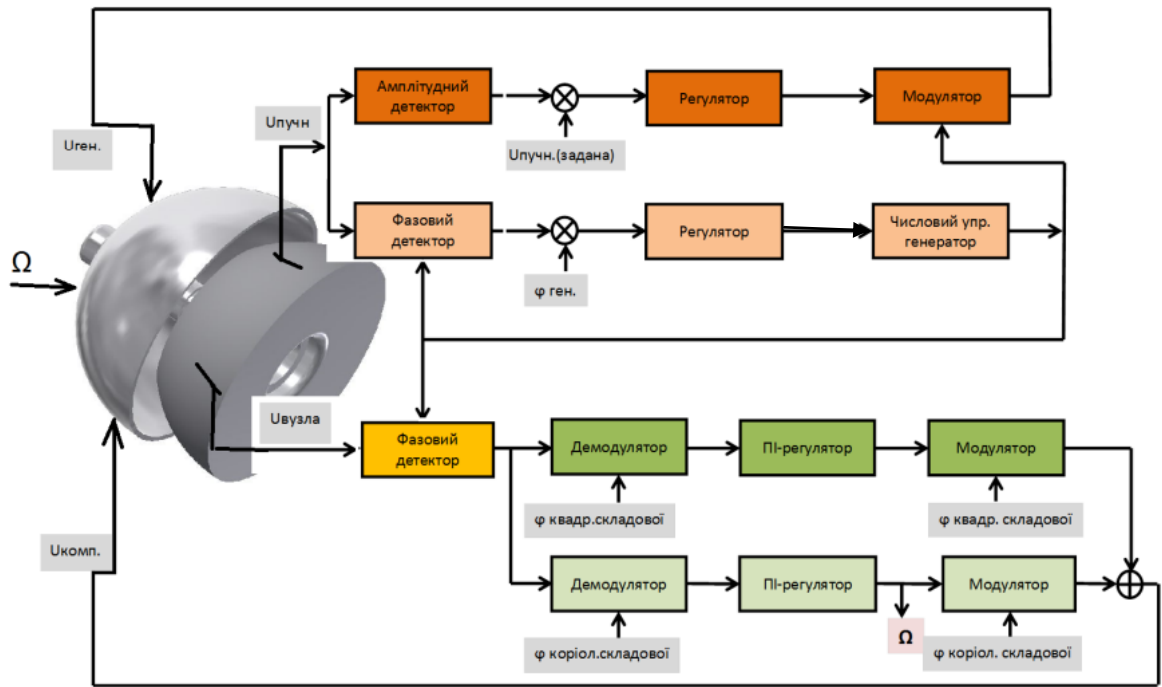 Амплітудний
детектор
Регулятор
Модулятор
Uпучн
Uген.
Uпучн.(задана)
Фазовий
детектор
Регулятор
Числовий упр.
генератор
Ω
φ ген.
Uвузла
Фазовий
детектор
Демодулятор
ПІ-регулятор
Модулятор
φ квадр.складової
φ квадр. складової
Uкомп.
Демодулятор
ПІ-регулятор
Модулятор
Ω
φ коріол.складової
φ коріол. складової